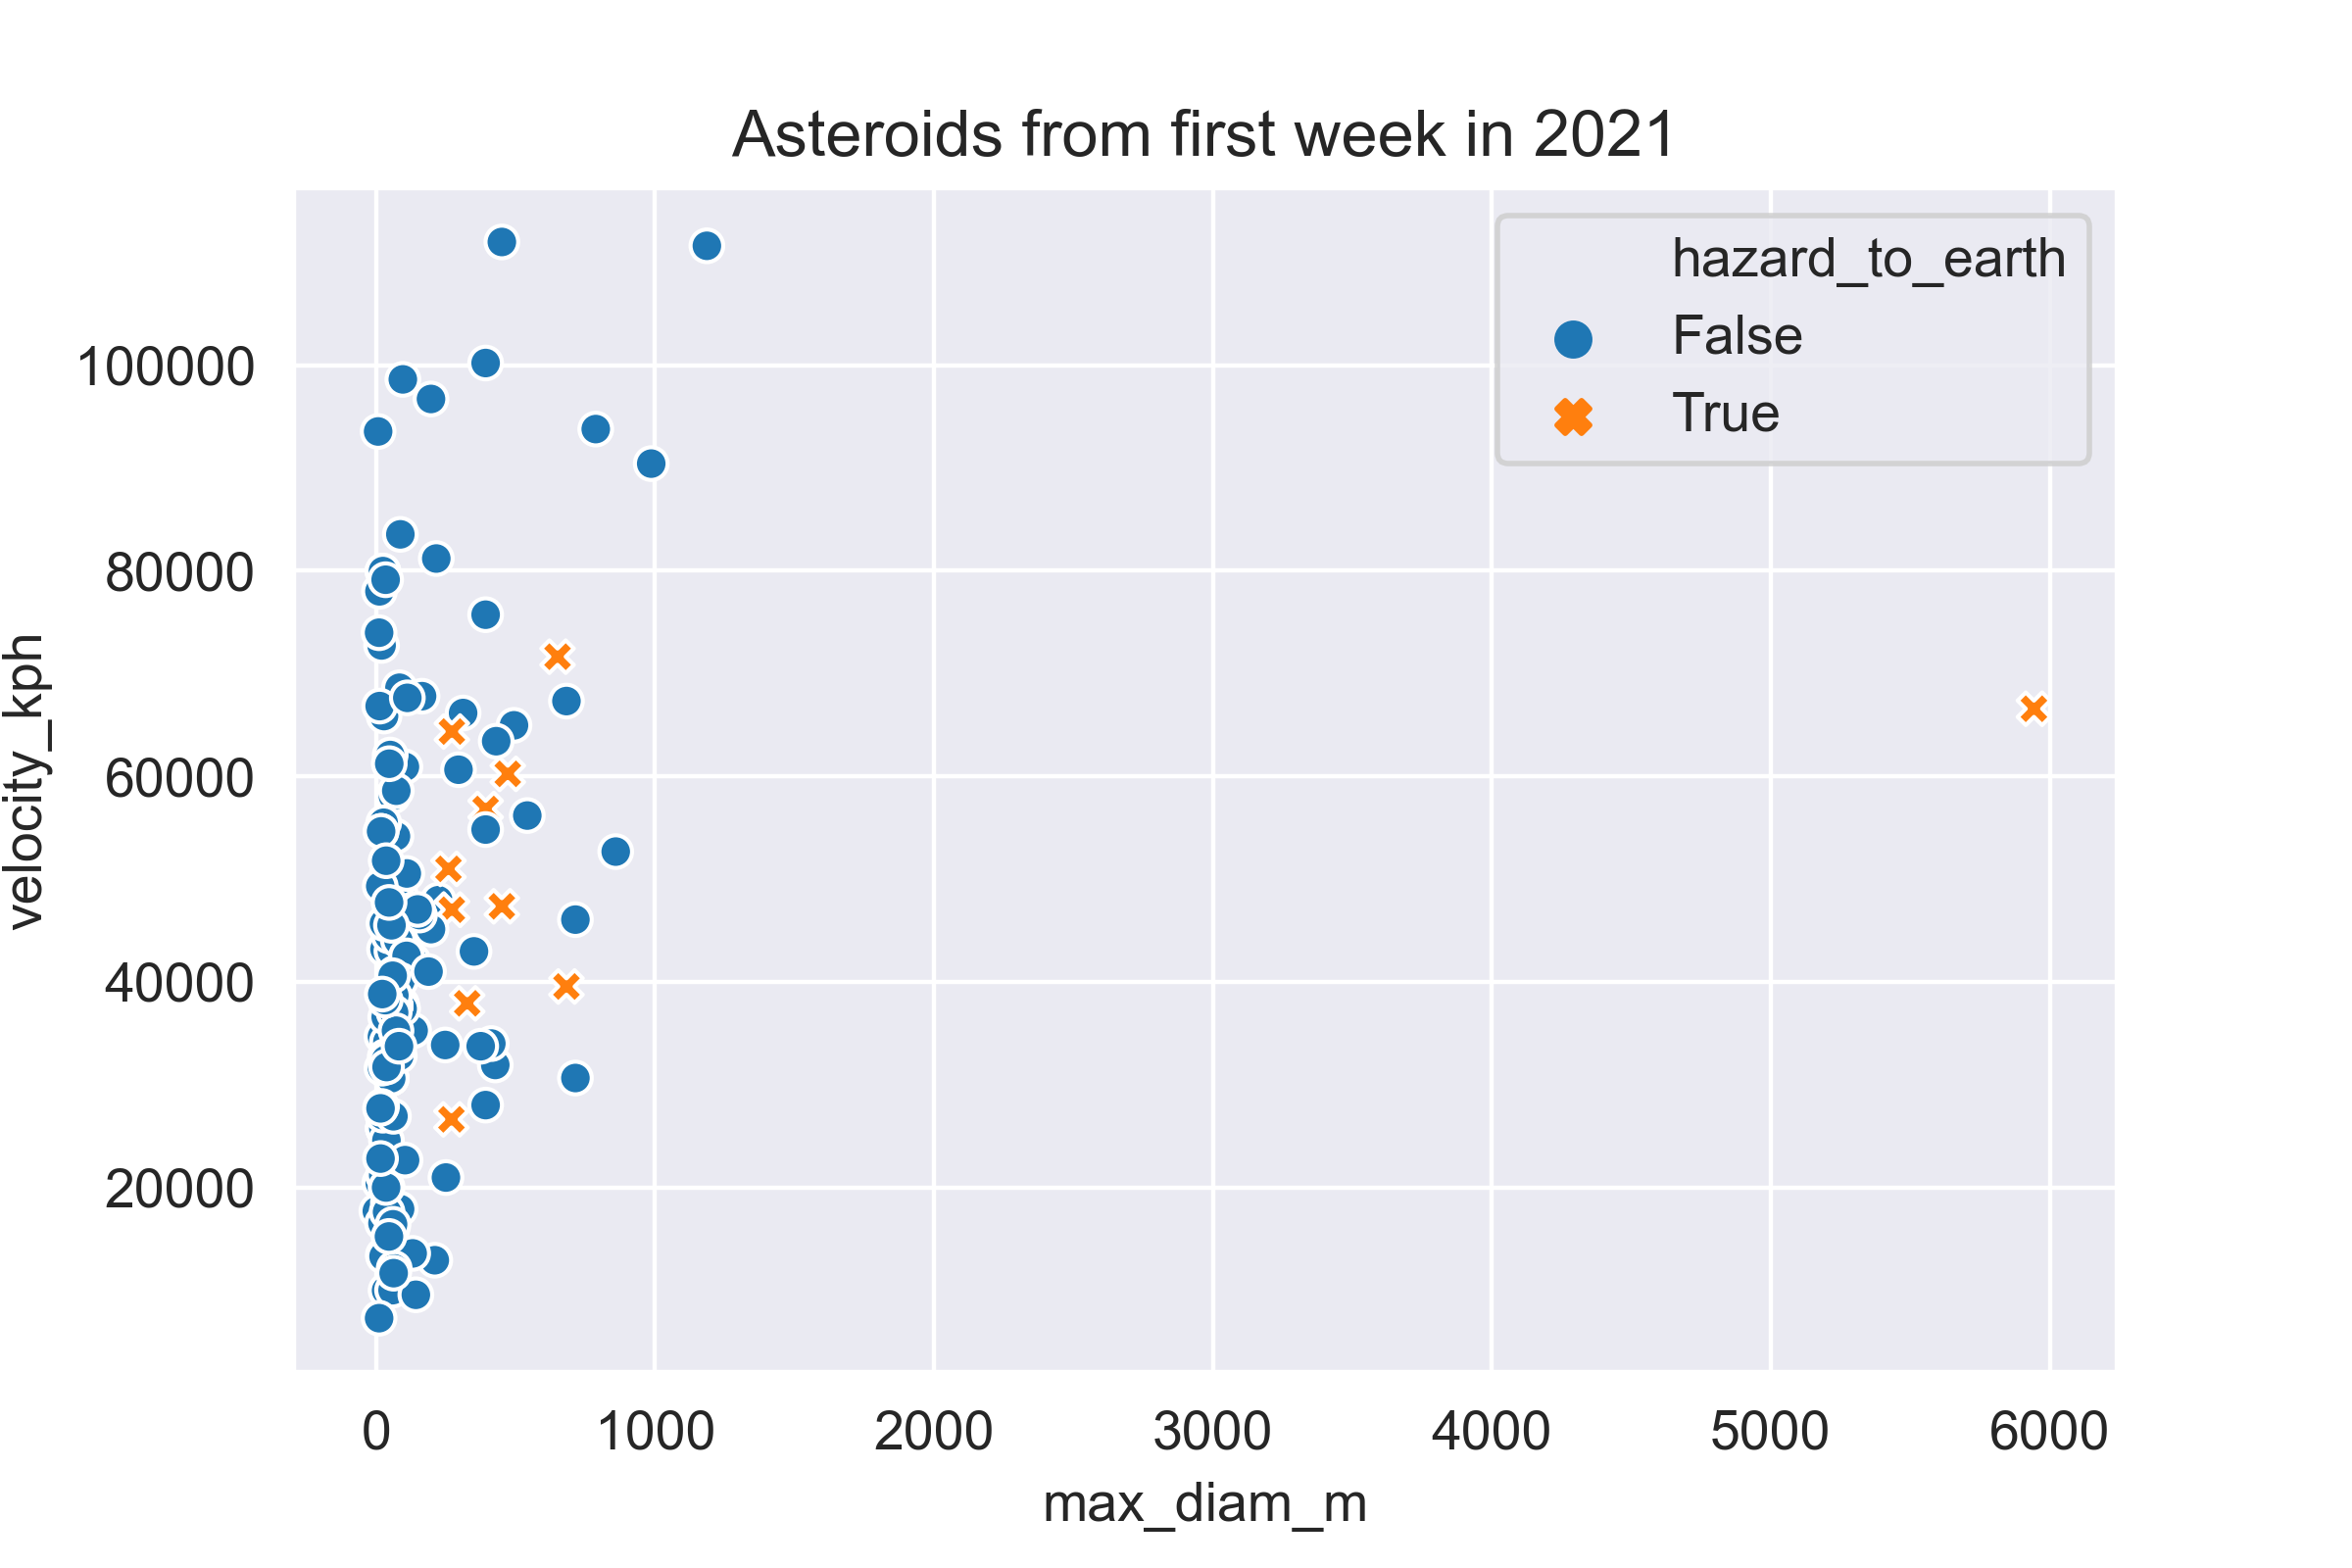 Asteroids from first week in 2021
hazard_to_earth
False
True
velocity_kph
100000
80000
60000
40000
20000
0 1000 2000 3000 4000 5000 6000
max_diam_m